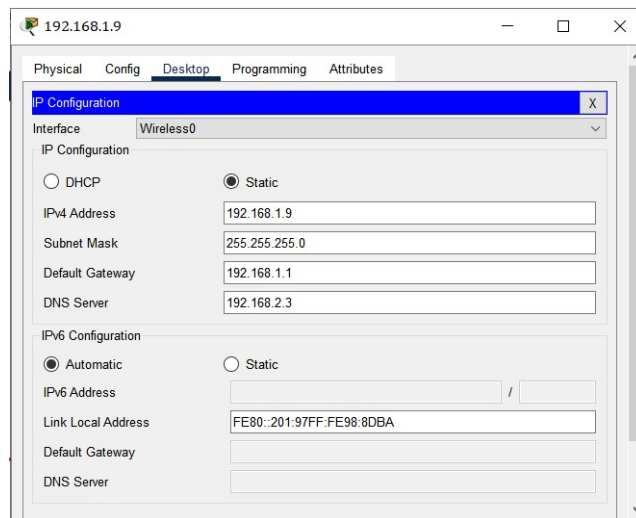 192.168.1.9
Physical Config Desktop Programming Attributes
IP Configuration X
Interface Wireless0
IP Configuration
DHCP Static
IPv4 Address 192.168.1.9
Subnet Mask 255.255.255.0
Default Gateway 192.168.1.1
DNS Server 192.168.2.3
IPv6 Configuration
Automatic Static
IPv6 Address /
Link Local Address FE80::201:97FF:FE98:8DBA
Default Gateway
DNS Server